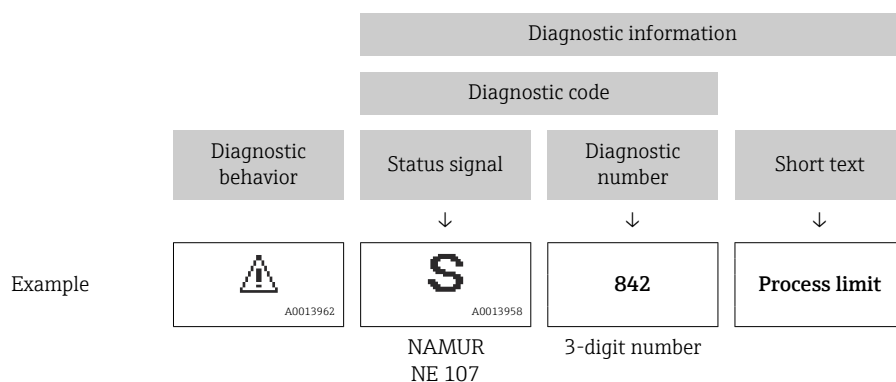 Diagnostic information
Diagnostic code
Diagnostic
behavior
Status signal
Diagnostic
number
Short text
↓ ↓ ↓
Example
A0013962
S
A0013958
842
Process limit
NAMUR
NE 107
3-digit number